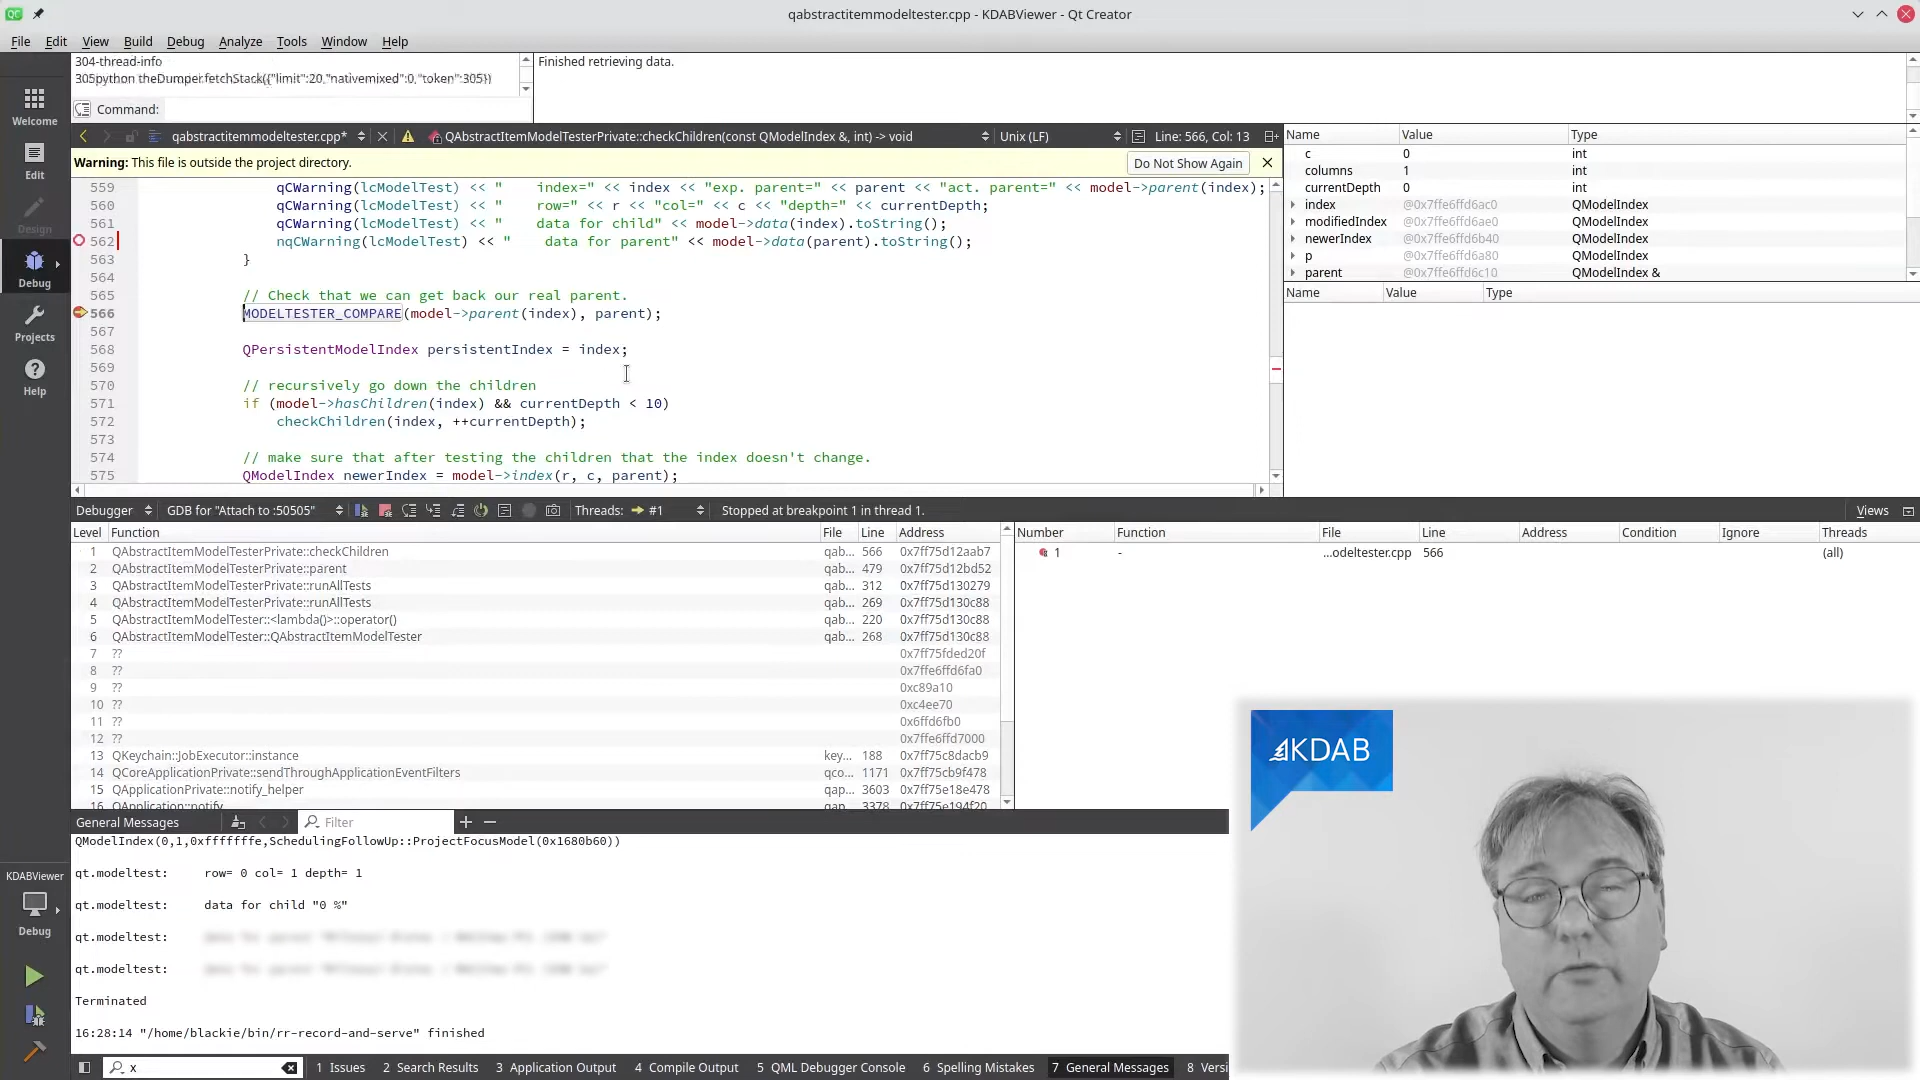 qabstractitemmodeltester.cpp - KDABViewer - Qt Creator
File Edit View Build Debug Analyze Tools Window Help
304-thread-info
305python theDumper.fetchStack({"limit":20,"nativemixed":0,"token":305})
Command:
Finished retrieving data.
Welcome
Edit
Design
Debug
Projects
Help
KDABViewer
Debug
qabstractitemmodeltester.cpp* QAbstractItemModelTesterPrivate::checkChildren(const QModelIndex &, int) -> void Unix (LF) Line: 566, Col: 13
Warning: This file is outside the project directory. Do Not Show Again
559 qCWarning(lcModelTest) << "    index=" << index << "exp. parent=" << parent << "act. parent=" << model->parent(index);
560 qCWarning(lcModelTest) << "    row=" << r << "col=" << c << "depth=" << currentDepth;
561 qCWarning(lcModelTest) << "    data for child" << model->data(index).toString();
562 nqCWarning(lcModelTest) << "    data for parent" << model->data(parent).toString();
563 }
564
565 // Check that we can get back our real parent.
566 MODELTESTER_COMPARE(model->parent(index), parent);
567
568 QPersistentModelIndex persistentIndex = index;
569
570 // recursively go down the children
571 if (model->hasChildren(index) && currentDepth < 10)
572 checkChildren(index, ++currentDepth);
573
574 // make sure that after testing the children that the index doesn't change.
575 QModelIndex newerIndex = model->index(r, c, parent);
Name Value Type
c 0 int
columns 1 int
currentDepth 0 int
index @0x7ffe6ffd6ac0 QModelIndex
modifiedIndex @0x7ffe6ffd6ae0 QModelIndex
newerIndex @0x7ffe6ffd6b40 QModelIndex
p @0x7ffe6ffd6a80 QModelIndex
parent @0x7ffe6ffd6c10 QModelIndex &
Name Value Type
Debugger GDB for "Attach to :50505" Threads: #1 Stopped at breakpoint 1 in thread 1. Views
Level Function File Line Address
1 QAbstractItemModelTesterPrivate::checkChildren qab... 566 0x7ff75d12aab7
2 QAbstractItemModelTesterPrivate::parent qab... 479 0x7ff75d12bd52
3 QAbstractItemModelTesterPrivate::runAllTests qab... 312 0x7ff75d130279
4 QAbstractItemModelTesterPrivate::runAllTests qab... 269 0x7ff75d130c88
5 QAbstractItemModelTester::<lambda()>::operator() qab... 220 0x7ff75d130c88
6 QAbstractItemModelTester::QAbstractItemModelTester qab... 268 0x7ff75d130c88
7 ?? 0x7ff75fded20f
8 ?? 0x7ffe6ffd6fa0
9 ?? 0xc89a10
10 ?? 0xc4ee70
11 ?? 0x6ffd6fb0
12 ?? 0x7ffe6ffd7000
13 QKeychain::JobExecutor::instance key... 188 0x7ff75c8dacb9
14 QCoreApplicationPrivate::sendThroughApplicationEventFilters qco... 1171 0x7ff75cb9f478
15 QApplicationPrivate::notify_helper qap... 3603 0x7ff75e18e478
16 QApplication::notify qap... 3378 0x7ff75e194f20
Number Function File Line Address Condition Ignore Threads
1 - ...odeltester.cpp 566 (all)
General Messages Filter
QModelIndex(0,1,0xfffffffe,SchedulingFollowUp::ProjectFocusModel(0x1680b60))
qt.modeltest: row= 0 col= 1 depth= 1
qt.modeltest: data for child "0 %"
qt.modeltest:
qt.modeltest:
Terminated
16:28:14 "/home/blackie/bin/rr-record-and-serve" finished
x 1 Issues 2 Search Results 3 Application Output 4 Compile Output 5 QML Debugger Console 6 Spelling Mistakes 7 General Messages 8 Versi
KDAB